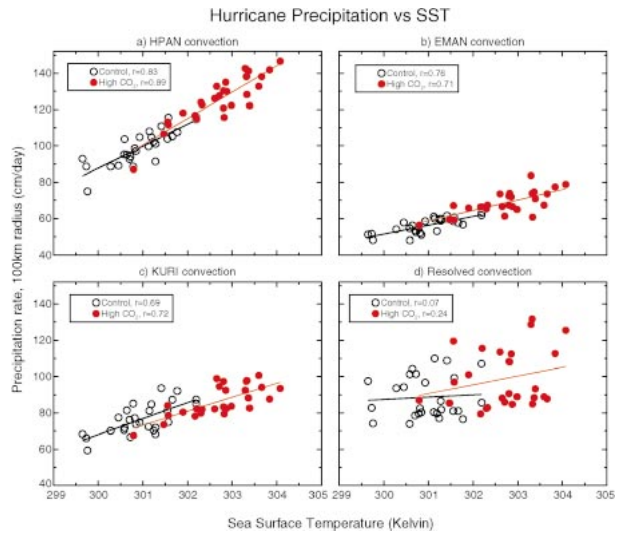 Hurricane Precipitation vs SST
a) HPAN convection
b) EMAN convection
Control, r=0.83
High CO2, r=0.89
Control, r=0.76
High CO2, r=0.71
140
120
100
80
60
c) KURI convection
d) Resolved convection
Control, r=0.69
High CO2, r=0.72
Control, r=0.07
High CO2, r=0.24
140
120
100
80
60
40
299 300 301 302 303 304 299 300 301 302 303 304 305
Precipitation rate, 100km radius (cm/day)
Sea Surface Temperature (Kelvin)